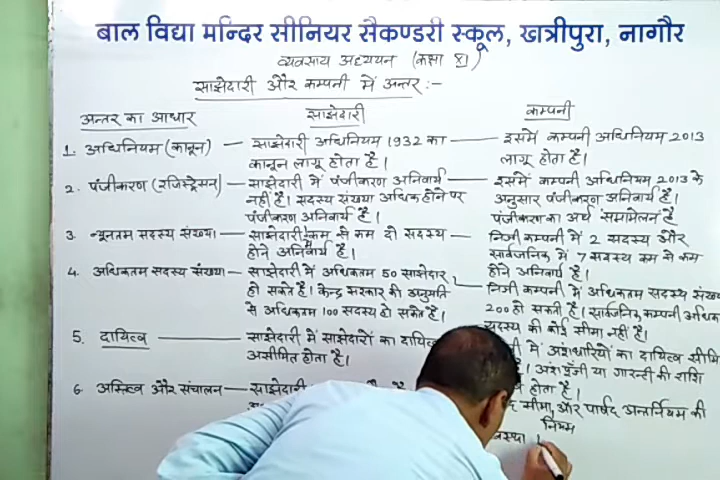 बाल विद्या मन्दिर सीनियर सैकण्डरी स्कूल, खत्रीपुरा, नागौर
व्यवसाय अध्ययन (कक्षा XI)
साझेदारी और कम्पनी में अन्तर :-
अन्तर का आधार साझेदारी कम्पनी
1. अधिनियम (कानून) — साझेदारी अधिनियम 1932 का — इसमें कम्पनी अधिनियम 2013
कानून लागू होता है। लागू होता है।
2. पंजीकरण (रजिस्ट्रेसन) — साझेदारी में पंजीकरण अनिवार्य — इसमें कम्पनी अधिनियम 2013 के
नहीं है। सदस्य संख्या अधिक होने पर अनुसार पंजीकरण अनिवार्य है।
पंजीकरण अनिवार्य है। पंजीकरण का अर्थ समामेलन है
3. न्यूनतम सदस्य संख्या — साझेदारी में कम से कम दो सदस्य — निजी कम्पनी में 2 सदस्य और
होने अनिवार्य है। सार्वजनिक में 7 सदस्य कम से कम
होने अनिवार्य है।
4. अधिकतम सदस्य संख्या — साझेदारी में अधिकतम 50 साझेदार निजी कम्पनी में अधिकतम सदस्य संख्या
हो सकते है। केन्द्र सरकार की अनुमति 200 हो सकती है। सार्वजनिक कम्पनी अधिक
से अधिकतम 100 सदस्य हो सकते है। सदस्य की कोई सीमा नहीं है।
5. दायित्व — साझेदारी में साझेदारों का दायित्व में अंशधारियों का दायित्व सीमि
असीमित होता है। है। अंश पूँजी या गारन्टी की राशि
होता है।
6. अस्तित्व और संचालन — साझेदारी है सीमा, और पार्षद अन्तर्नियम की
नियम